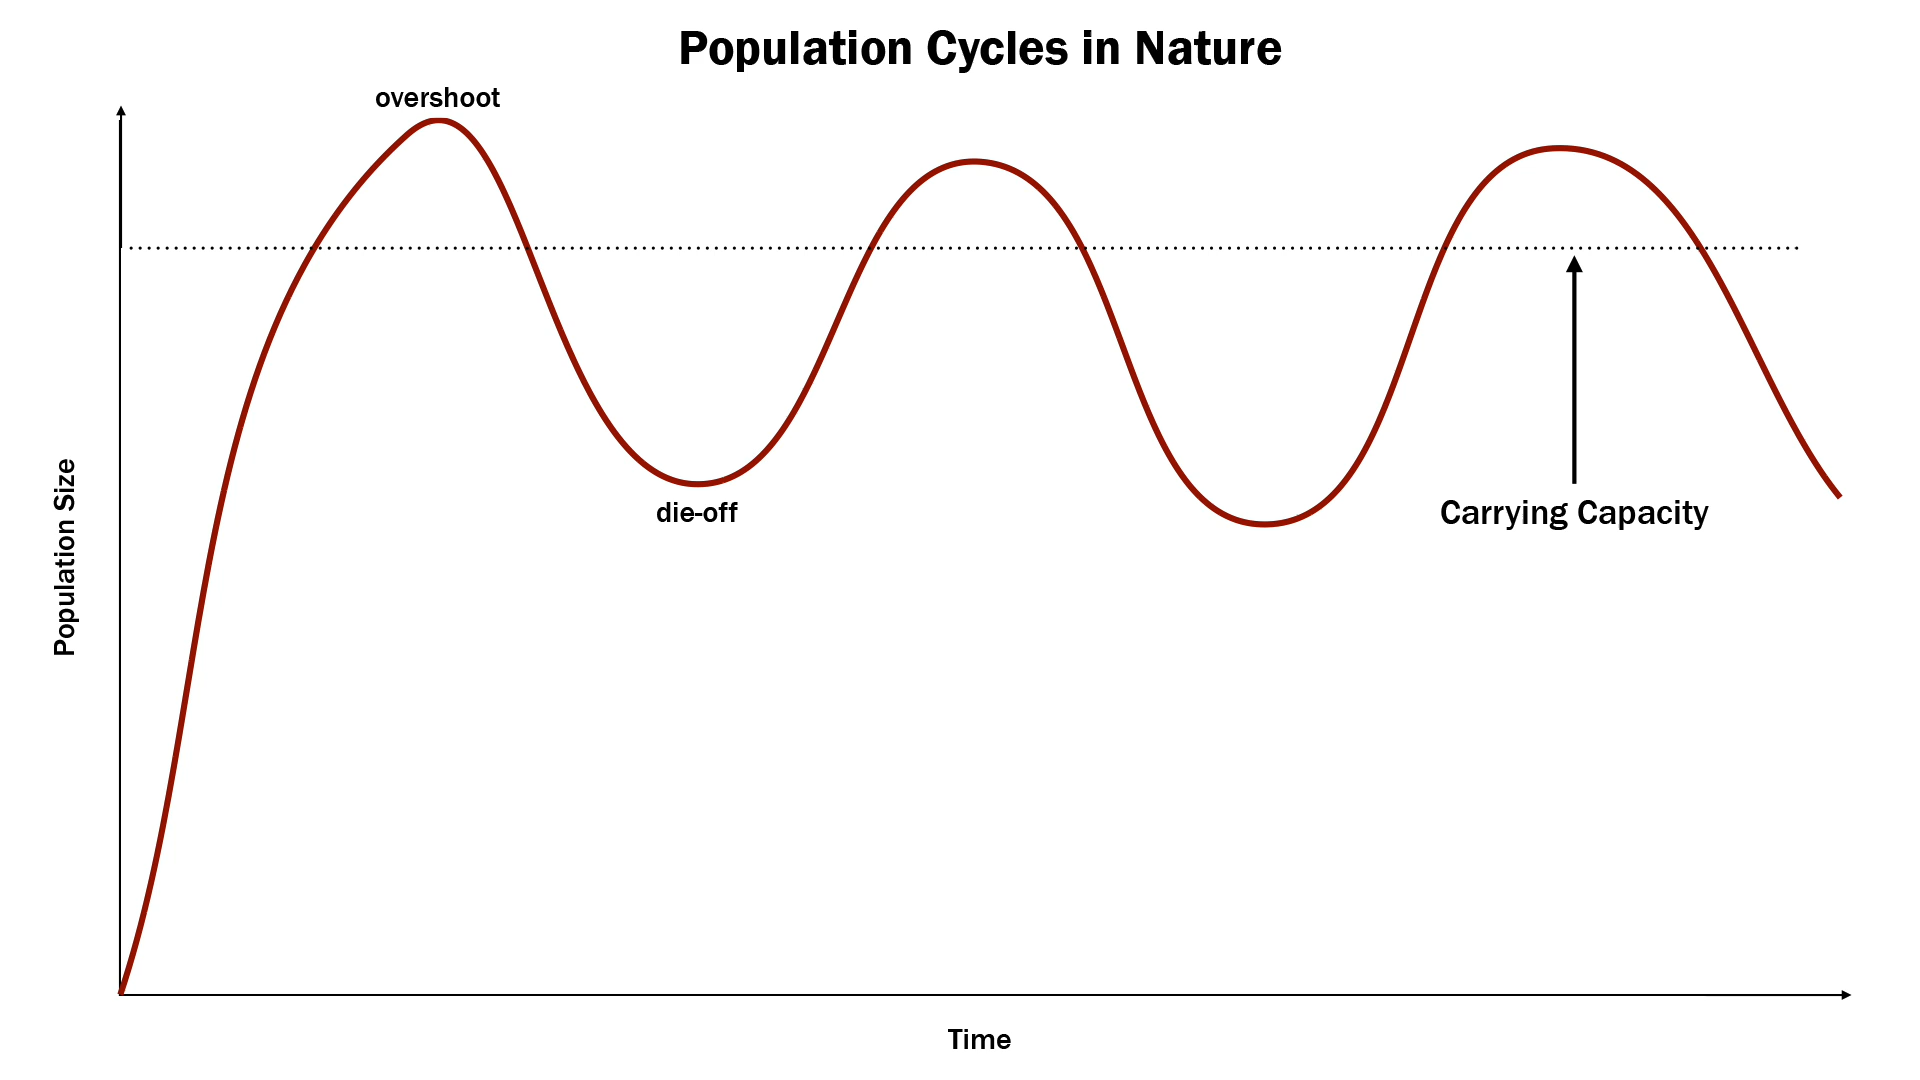 Population Cycles in Nature
overshoot
die-off
Carrying Capacity
Population Size
Time